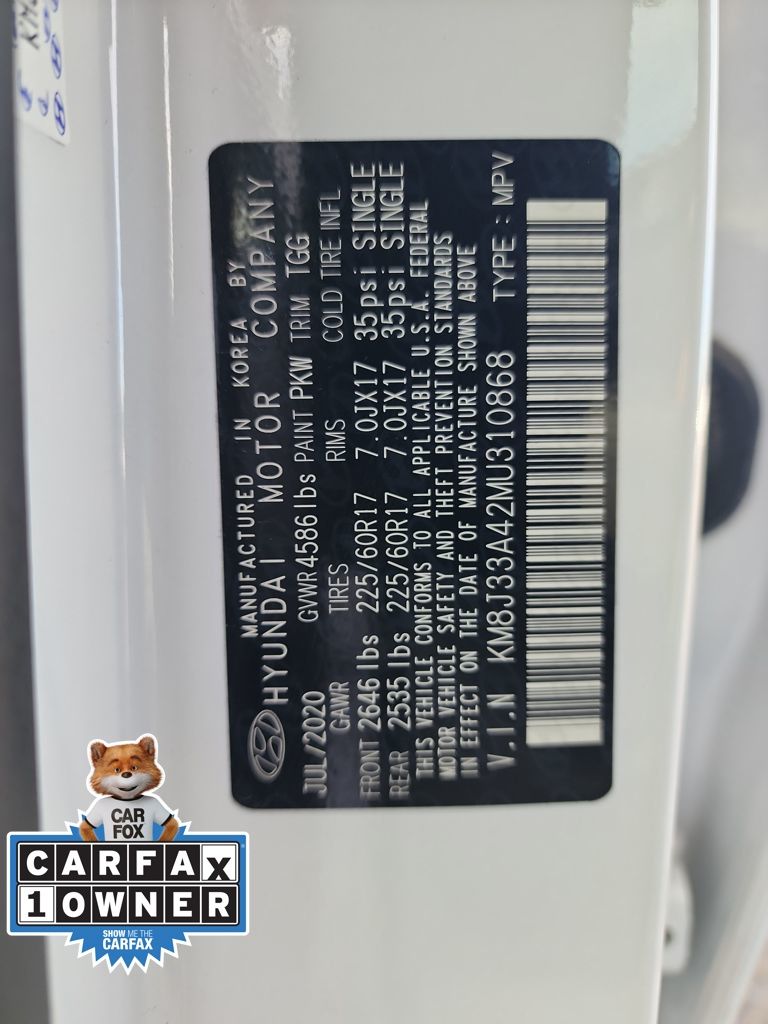 MANUFACTURED IN KOREA BY
HYUNDAI MOTOR COMPANY
JUL/2020 GVWR 4586 lbs PAINT PKW TRIM TGG
GAWR TIRES RIMS COLD TIRE INFL
FRONT 2646 lbs 225/60R17 7.0JX17 35psi SINGLE
REAR 2535 lbs 225/60R17 7.0JX17 35psi SINGLE
THIS VEHICLE CONFORMS TO ALL APPLICABLE U.S.A. FEDERAL
MOTOR VEHICLE SAFETY AND THEFT PREVENTION STANDARDS
IN EFFECT ON THE DATE OF MANUFACTURE SHOWN ABOVE
V.I.N KM8J33A42MU310868 TYPE : MPV
CAR
FOX
CARFAX
1 OWNER
SHOW ME THE
CARFAX